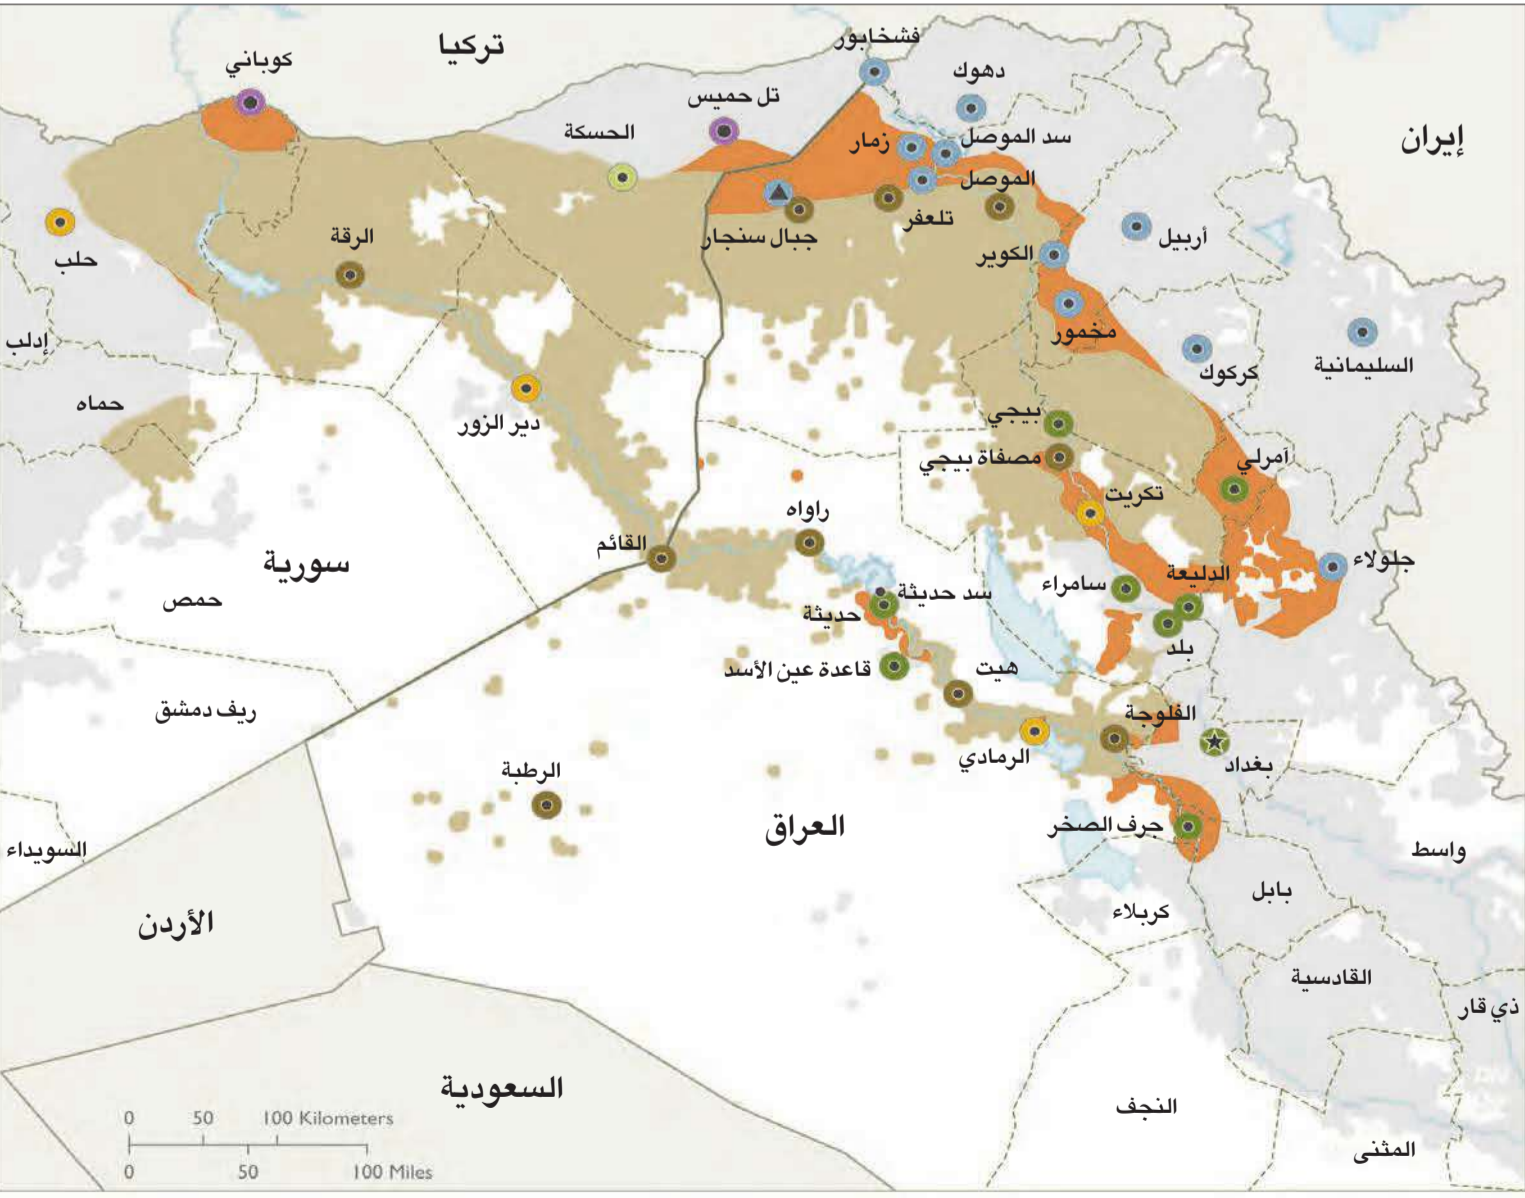 تركيا
فشخابور
كوباني
دهوك
تل حميس
الحسكة
زمار
سد الموصل
إيران
الموصل
تلعفر
جبال سنجار
الرقة
حلب
الكوير
أربيل
مخمور
إدلب
كركوك
السليمانية
حماه
دير الزور
بيجي
مصفاة بيجي
آمرلي
تكريت
راواه
القائم
جلولاء
سورية
الدليعة
سامراء
سد حديثة
حديثة
حمص
بلد
قاعدة عين الأسد
هيت
ريف دمشق
الفلوجة
الرمادي
بغداد
الرطبة
العراق
جرف الصخر
السويداء
واسط
بابل
كربلاء
الأردن
القادسية
ذي قار
السعودية
النجف
المثنى
0 50 100 Kilometers
0 50 100 Miles